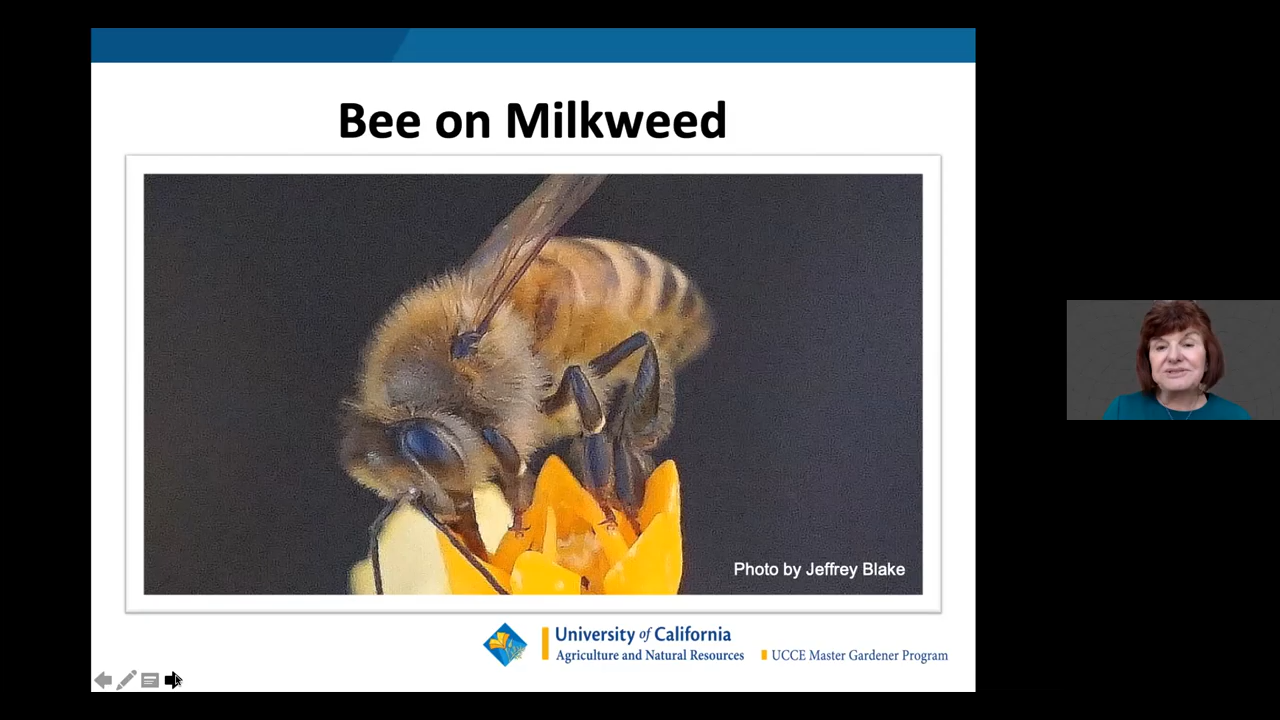 Bee on Milkweed
Photo by Jeffrey Blake
University of California
Agriculture and Natural Resources
UCCE Master Gardener Program